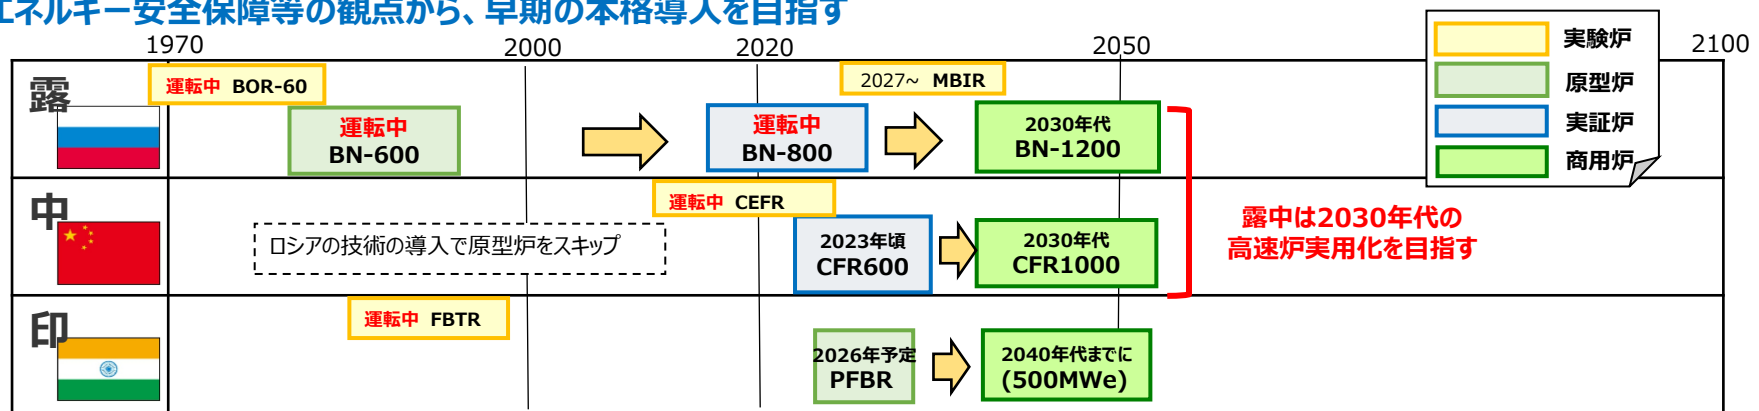 エネルギー安全保障等の観点から、早期の本格導入を目指す
1970
2000
2020
2050
2100
実験炉
原型炉
実証炉
商用炉
露
運転中 BOR-60
運転中
BN-600
運転中
BN-800
2027~ MBIR
2030年代
BN-1200
中
ロシアの技術の導入で原型炉をスキップ
運転中 CEFR
2023年頃
CFR600
2030年代
CFR1000
露中は2030年代の
高速炉実用化を目指す
印
運転中 FBTR
2026年予定
PFBR
2040年代までに
(500MWe)